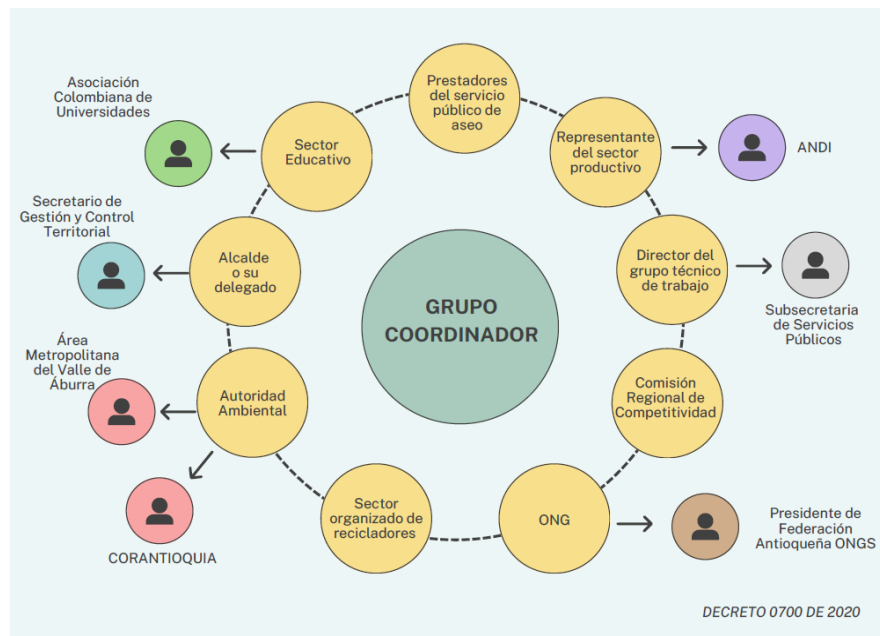 Asociación
Colombiana de
Universidades
Sector
Educativo
Prestadores
del servicio
público de
aseo
Representante
del sector
productivo
ANDI
Secretario de
Gestión y Control
Territorial
Alcalde
o su
delegado
GRUPO
COORDINADOR
Director del
grupo técnico
de trabajo
Subsecretaria
de Servicios
Públicos
Área
Metropolitana
del Valle de
Áburra
Autoridad
Ambiental
Comisión
Regional de
Competitividad
CORANTIOQUIA
Sector
organizado de
recicladores
ONG
Presidente de
Federación
Antioqueña ONGS
DECRETO 0700 DE 2020